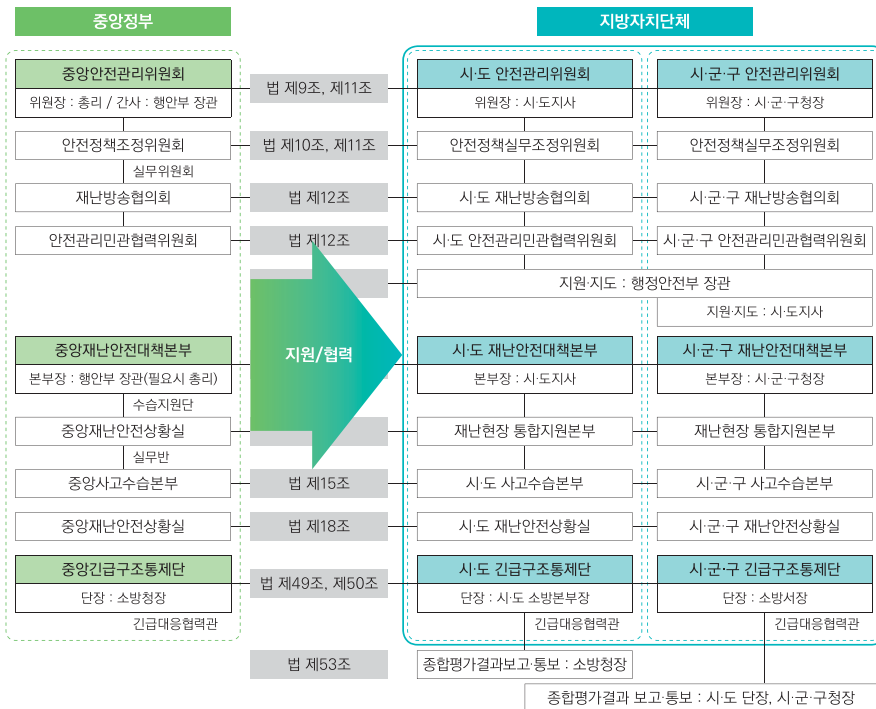 중앙정부
지방자치단체
중앙안전관리위원회
법 제9조, 제11조
시·도 안전관리위원회
시·군·구 안전관리위원회
위원장 : 총리 / 간사 : 행안부 장관
위원장 : 시·도지사
위원장 : 시·군·구청장
안전정책조정위원회
법 제10조, 제11조
안전정책실무조정위원회
안전정책실무조정위원회
실무위원회
재난방송협의회
법 제12조
시·도 재난방송협의회
시·군·구 재난방송협의회
안전관리민관협력위원회
법 제12조
시·도 안전관리민관협력위원회
시·군·구 안전관리민관협력위원회
지원·지도 : 행정안전부 장관
지원·지도 : 시·도지사
중앙재난안전대책본부
지원/협력
시·도 재난안전대책본부
시·군·구 재난안전대책본부
본부장 : 행안부 장관(필요시 총리)
본부장 : 시·도지사
본부장 : 시·군·구청장
수습지원단
중앙재난안전상황실
재난현장 통합지원본부
재난현장 통합지원본부
실무반
중앙사고수습본부
법 제15조
시·도 사고수습본부
시·군·구 사고수습본부
중앙재난안전상황실
법 제18조
시·도 재난안전상황실
시·군·구 재난안전상황실
중앙긴급구조통제단
법 제49조, 제50조
시·도 긴급구조통제단
시·군·구 긴급구조통제단
단장 : 소방청장
단장 : 시·도 소방본부장
단장 : 소방서장
긴급대응협력관
긴급대응협력관
긴급대응협력관
법 제53조
종합평가결과보고·통보 : 소방청장
종합평가결과 보고·통보 : 시·도 단장, 시·군·구청장